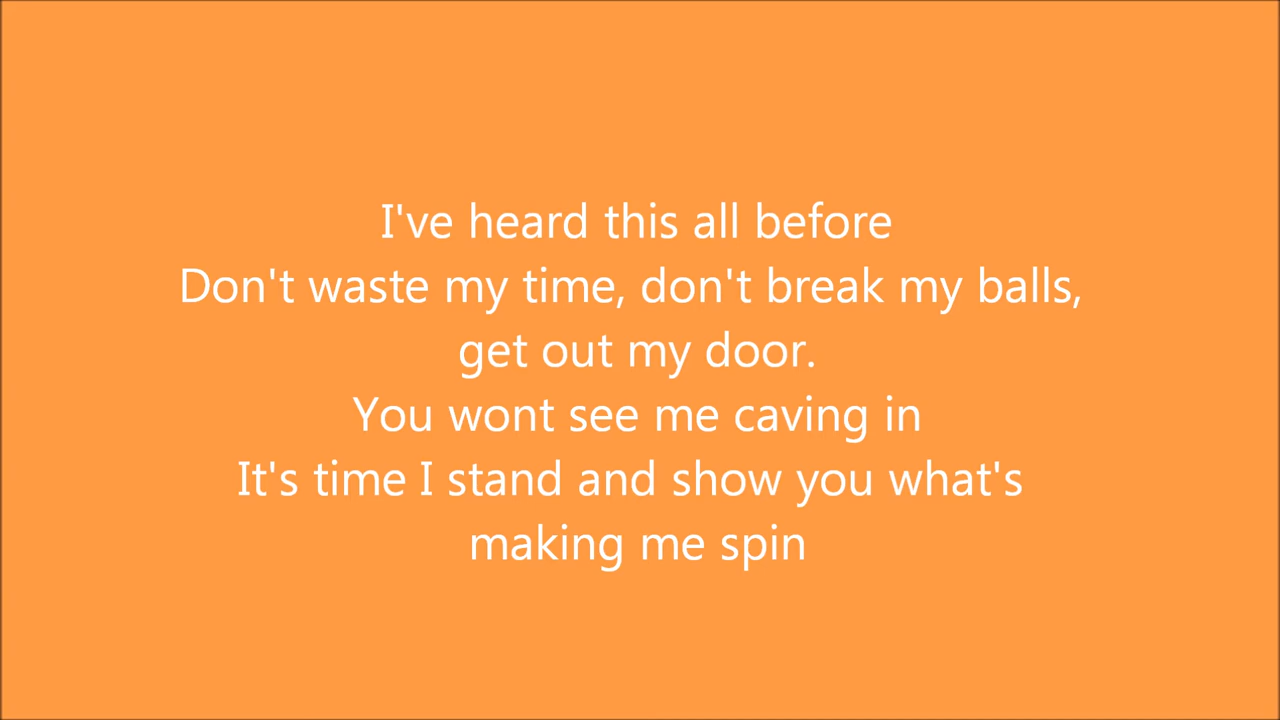 I've heard this all before
Don't waste my time, don't break my balls,
get out my door.
You wont see me caving in
It's time I stand and show you what's
making me spin